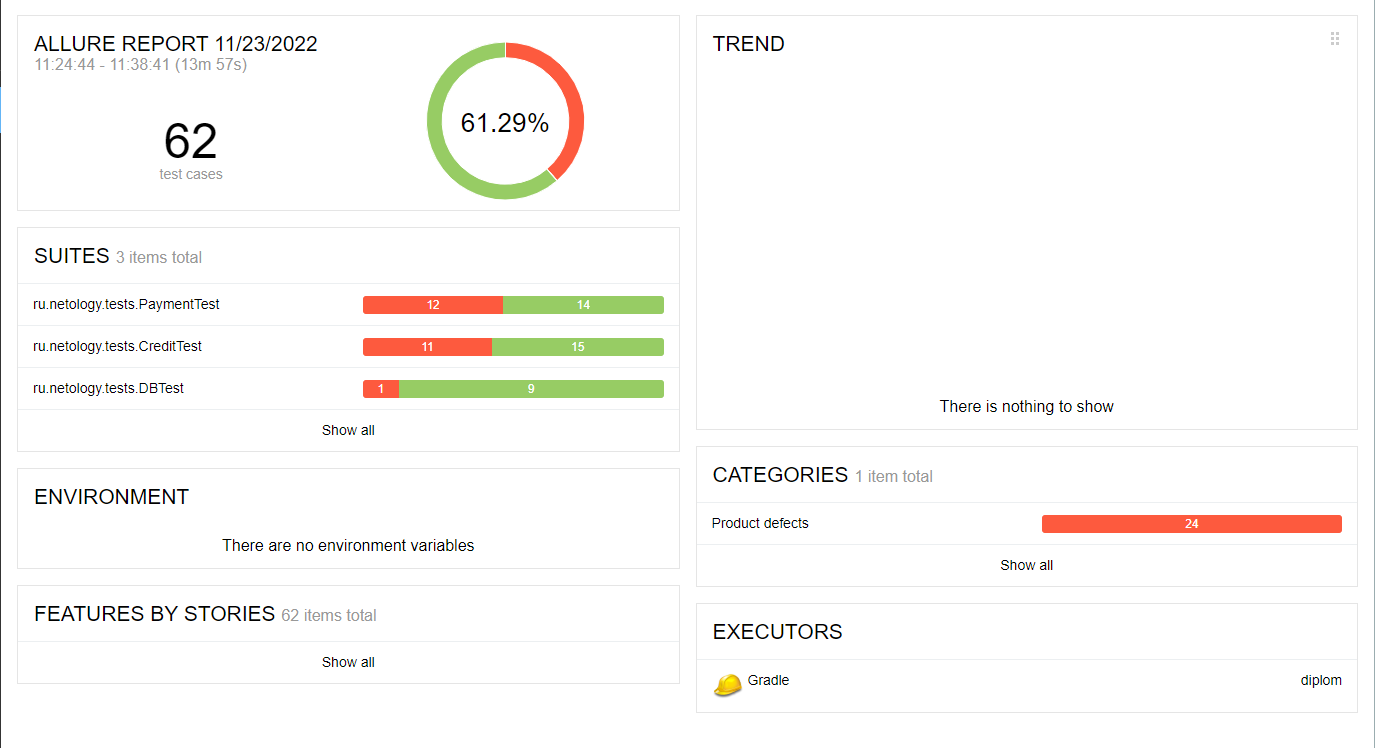 ALLURE REPORT 11/23/2022
11:24:44 - 11:38:41 (13m 57s)
62
test cases
61.29%
SUITES 3 items total
ru.netology.tests.PaymentTest 12 14
ru.netology.tests.CreditTest 11 15
ru.netology.tests.DBTest 1 9
Show all
ENVIRONMENT
There are no environment variables
FEATURES BY STORIES 62 items total
Show all
TREND
There is nothing to show
CATEGORIES 1 item total
Product defects 24
Show all
EXECUTORS
Gradle diplom